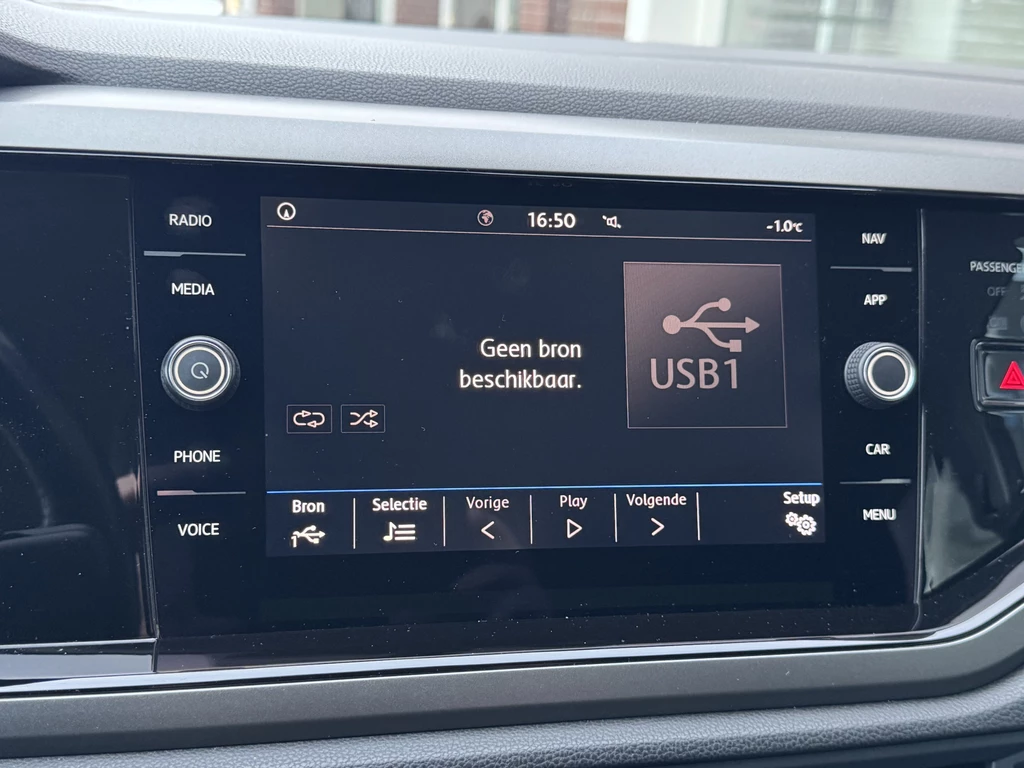 RADIO
MEDIA
PHONE
VOICE
16:50
-1.0°C
Geen bron
beschikbaar.
USB1
Bron
1
Selectie
Vorige
Play
Volgende
Setup
NAV
APP
CAR
MENU
OFF